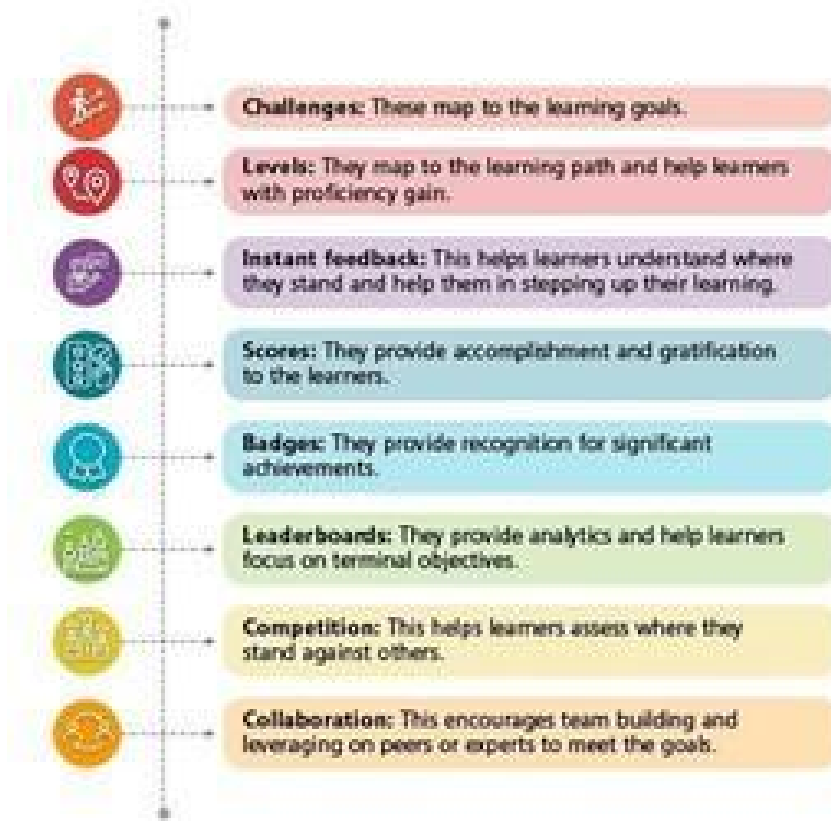 Challenges: These map to the learning goals.
Levels: They map to the learning path and help learners
with proficiency gain.
Instant feedback: This helps learners understand where
they stand and help them in stepping up their learning.
Scores: They provide accomplishment and gratification
to the learners.
Badges: They provide recognition for significant
achievements.
Leaderboards: They provide analytics and help learners
focus on terminal objectives.
Competition: This helps learners assess where they
stand against others.
Collaboration: This encourages team building and
leveraging on peers or experts to meet the goals.